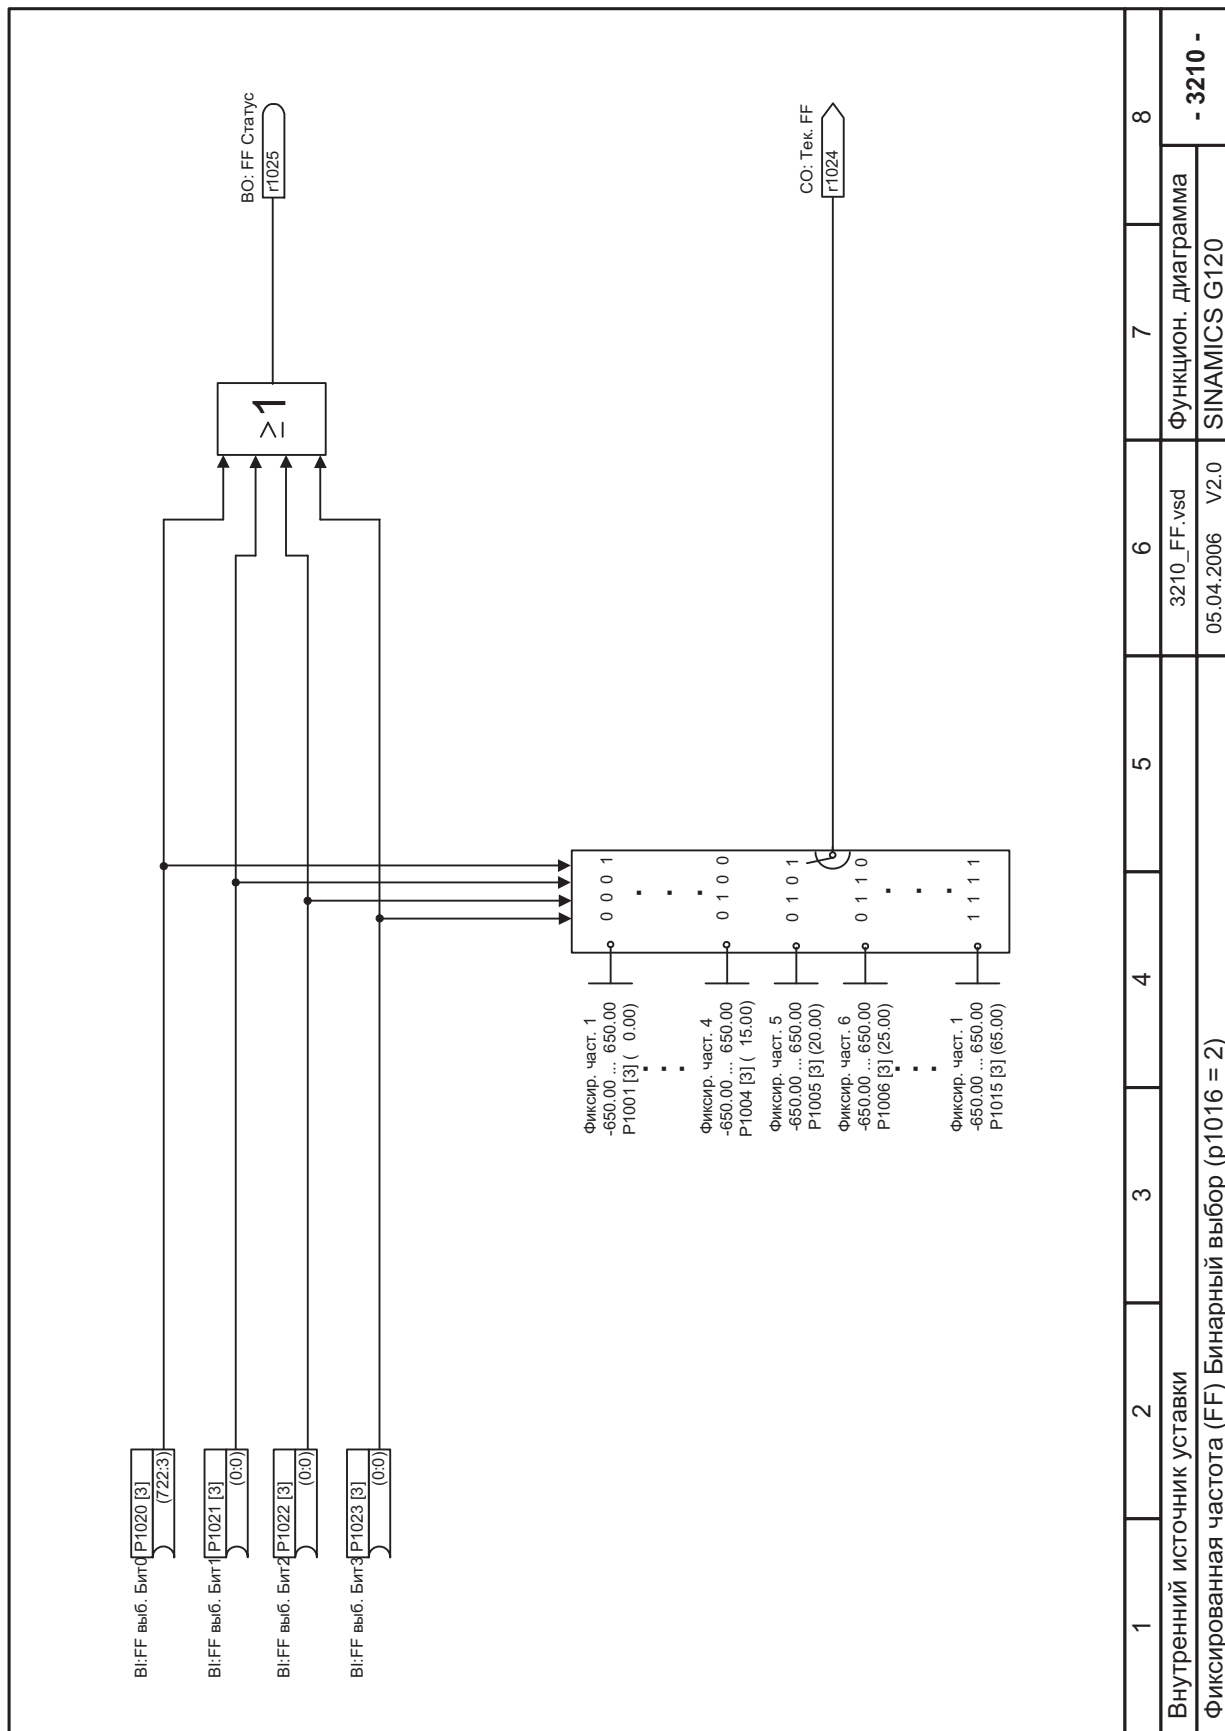 BI:FF выб. Бит0 P1020 [3]
(722:3)
BI:FF выб. Бит1 P1021 [3]
(0:0)
BI:FF выб. Бит2 P1022 [3]
(0:0)
BI:FF выб. Бит3 P1023 [3]
(0:0)
≥1
BO: FF Статус
r1025
Фиксир. част. 1
-650.00 ... 650.00
P1001 [3] ( 0.00)
0 0 0 1
. . .
. . .
Фиксир. част. 4
-650.00 ... 650.00
P1004 [3] ( 15.00)
0 1 0 0
Фиксир. част. 5
-650.00 ... 650.00
P1005 [3] (20.00)
0 1 0 1
Фиксир. част. 6
-650.00 ... 650.00
P1006 [3] (25.00)
0 1 1 0
. . .
. . .
Фиксир. част. 1
-650.00 ... 650.00
P1015 [3] (65.00)
1 1 1 1
CO: Тек. FF
r1024
1 2 3 4 5 6 7 8
Внутренний источник уставки
3210_FF.vsd
Функцион. диаграмма
- 3210 -
Фиксированная частота (FF) Бинарный выбор (p1016 = 2)
05.04.2006 V2.0
SINAMICS G120